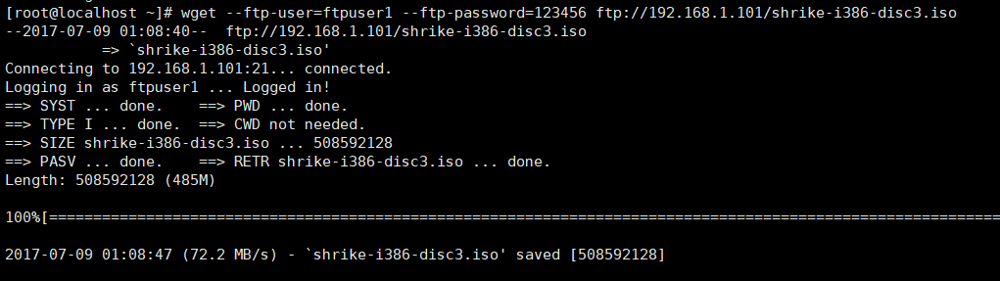 [root@localhost ~]# wget --ftp-user=ftpuser1 --ftp-password=123456 ftp://192.168.1.101/shrike-i386-disc3.iso
--2017-07-09 01:08:40--  ftp://192.168.1.101/shrike-i386-disc3.iso
           => `shrike-i386-disc3.iso'
Connecting to 192.168.1.101:21... connected.
Logging in as ftpuser1 ... Logged in!
==> SYST ... done.    ==> PWD ... done.
==> TYPE I ... done.  ==> CWD not needed.
==> SIZE shrike-i386-disc3.iso ... 508592128
==> PASV ... done.    ==> RETR shrike-i386-disc3.iso ... done.
Length: 508592128 (485M)
100%[=============================================================================================================
2017-07-09 01:08:47 (72.2 MB/s) - `shrike-i386-disc3.iso' saved [508592128]